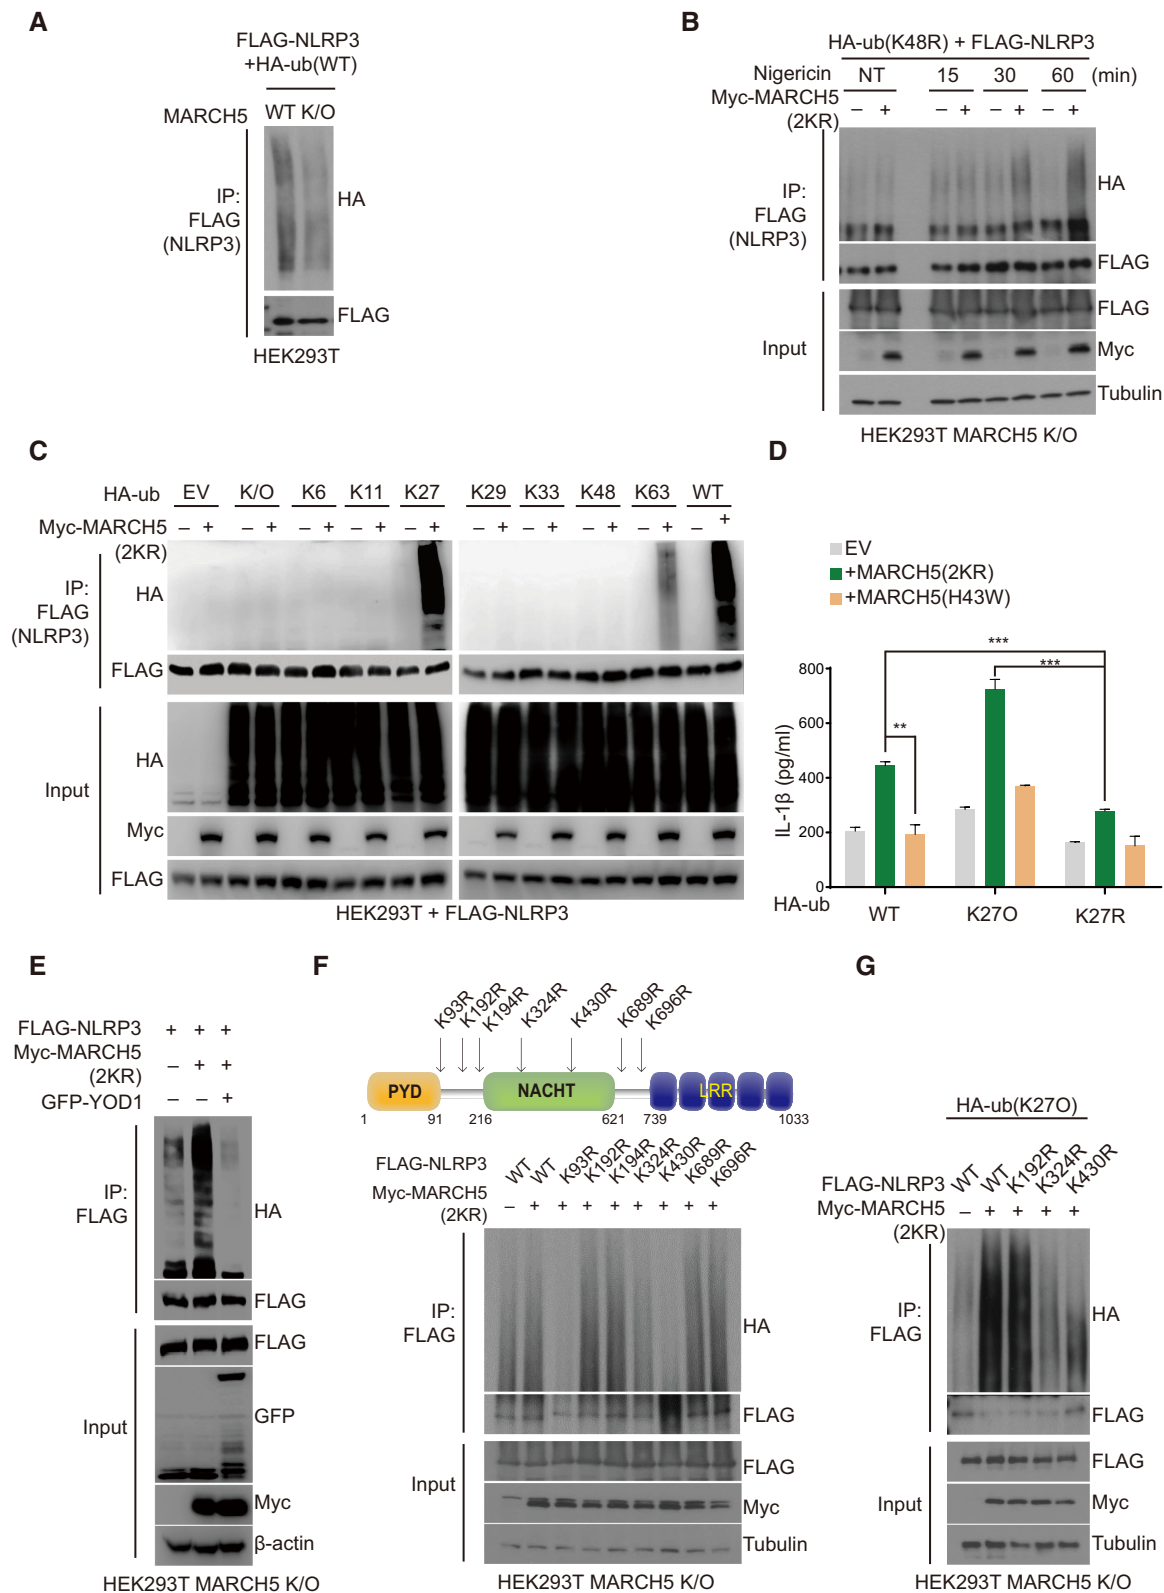 A
FLAG-NLRP3
+HA-ub(WT)
MARCH5 WT K/O
IP:
FLAG
(NLRP3)
HA
FLAG
HEK293T
B
HA-ub(K48R) + FLAG-NLRP3
Nigericin NT 15 30 60 (min)
Myc-MARCH5
(2KR)
– + – + – + – +
IP:
FLAG
(NLRP3)
HA
FLAG
Input
FLAG
Myc
Tubulin
HEK293T MARCH5 K/O
C
HA-ub EV K/O K6 K11 K27 K29 K33 K48 K63 WT
Myc-MARCH5
(2KR)
– + – + – + – + – + – + – + – + – + – +
IP:
FLAG
(NLRP3)
HA
FLAG
Input
HA
Myc
FLAG
HEK293T + FLAG-NLRP3
D
EV
+MARCH5(2KR)
+MARCH5(H43W)
***
***
**
IL-1β (pg/ml)
800
600
400
200
0
HA-ub WT K27O K27R
E
FLAG-NLRP3 + + +
Myc-MARCH5
(2KR)
– + +
GFP-YOD1 – – +
IP:
FLAG
HA
FLAG
Input
FLAG
GFP
Myc
β-actin
HEK293T MARCH5 K/O
F
K93R K192R K194R K324R K430R K689R K696R
PYD NACHT LRR
1 91 216 621 739 1033
FLAG-NLRP3 WT WT K93R K192R K194R K324R K430R K689R K696R
Myc-MARCH5
(2KR)
– + + + + + + + +
IP:
FLAG
HA
FLAG
Input
FLAG
Myc
Tubulin
HEK293T MARCH5 K/O
G
HA-ub(K27O)
FLAG-NLRP3 WT WT K192R K324R K430R
Myc-MARCH5
(2KR)
– + + + +
IP:
FLAG
HA
FLAG
Input
FLAG
Myc
Tubulin
HEK293T MARCH5 K/O